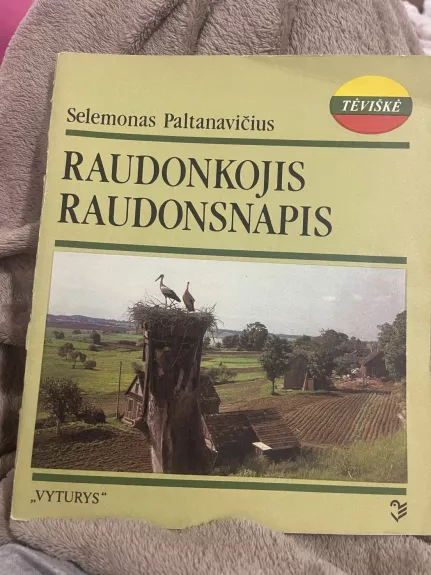 TĖVIŠKĖ
Selemonas Paltanavičius
RAUDONKOJIS
RAUDONSNAPIS
„VYTURYS“